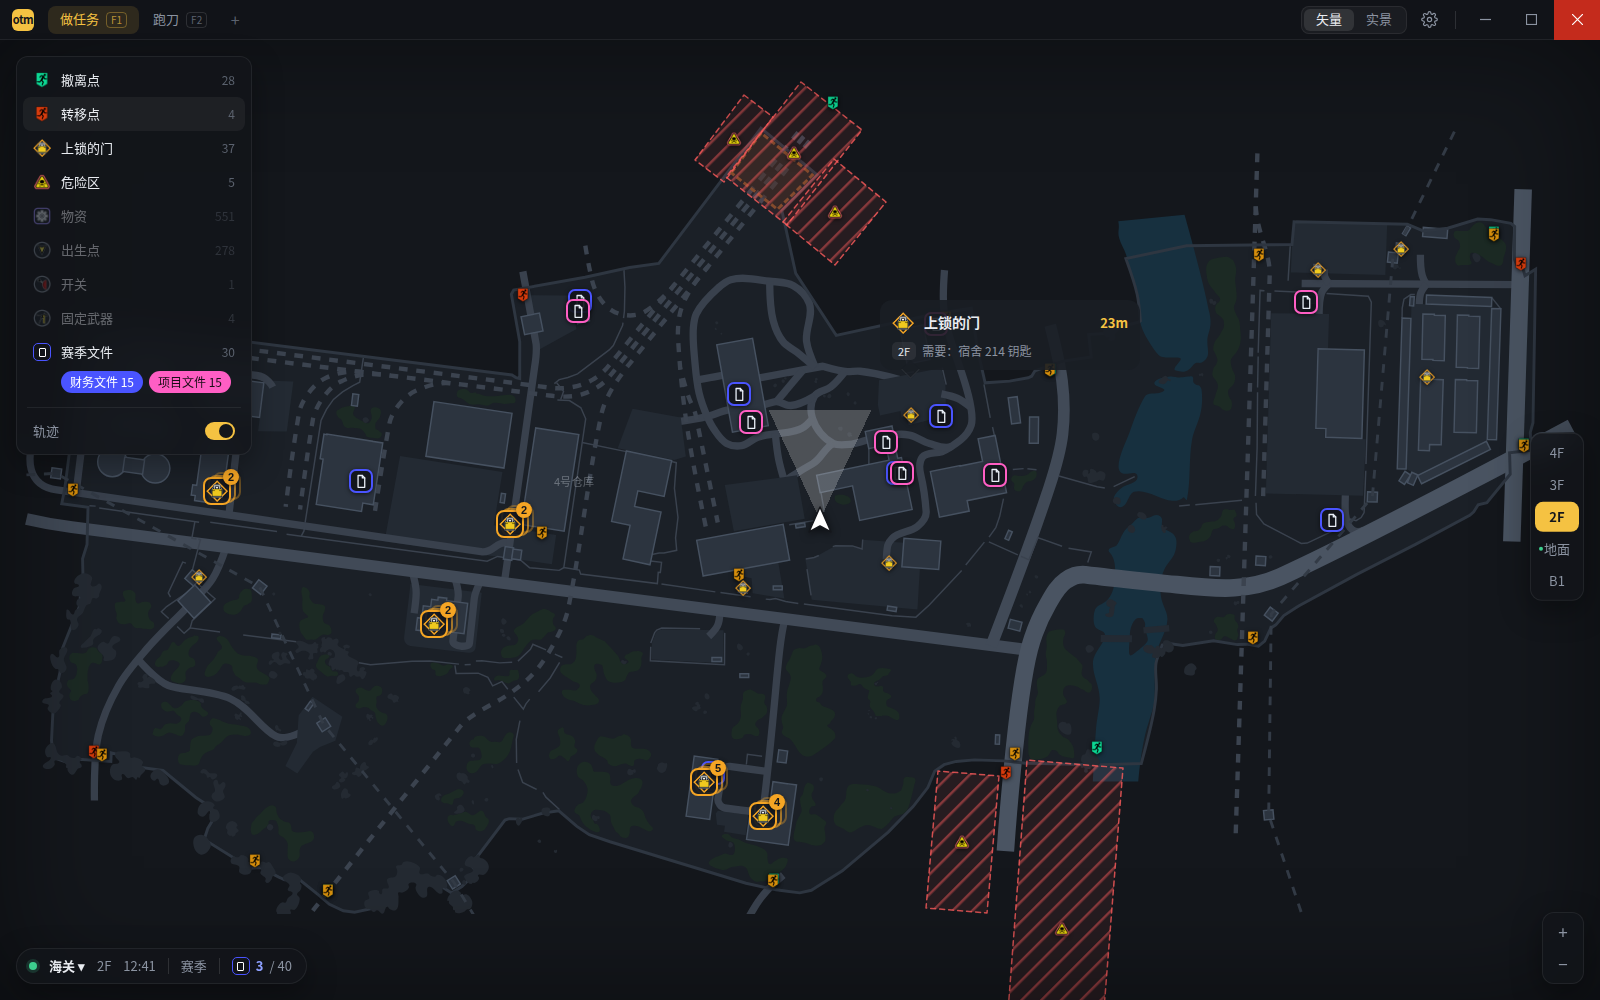 otm
做任务 F1
跑刀 F2
+
矢量
实景
撤离点 28
转移点 4
上锁的门 37
危险区 5
物资 551
出生点 278
开关 1
固定武器 4
赛季文件 30
财务文件 15
项目文件 15
轨迹
上锁的门 23m
2F 需要：宿舍 214 钥匙
4号仓库
2
2
2
5
4
4F
3F
2F
地面
B1
+
−
海关 ▾ 2F 12:41 赛季 3 / 40